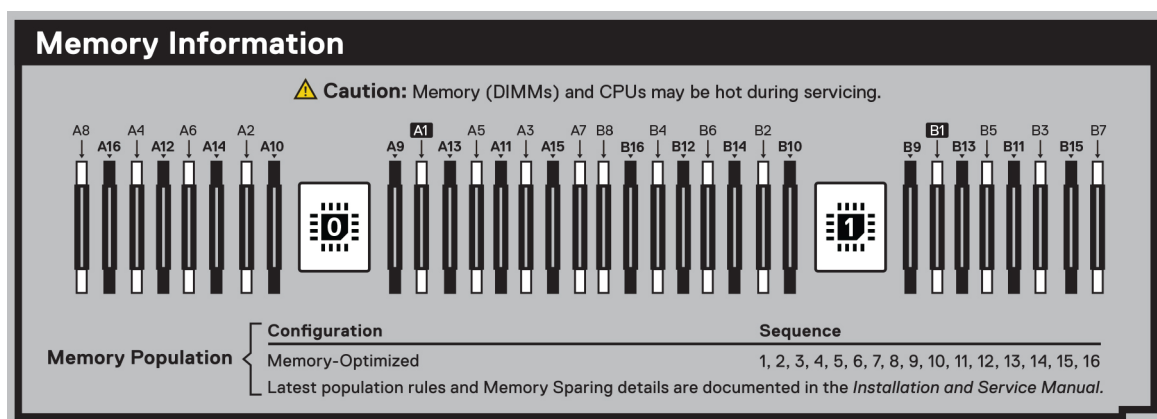 Memory Information
Caution: Memory (DIMMs) and CPUs may be hot during servicing.
A8 A4 A6 A2 A1 A5 A3 A7 B8 B4 B6 B2 B1 B5 B3 B7
A16 A12 A14 A10 A9 A13 A11 A15 B16 B12 B14 B10 B9 B13 B11 B15
0 1
Configuration Sequence
Memory Population Memory-Optimized 1, 2, 3, 4, 5, 6, 7, 8, 9, 10, 11, 12, 13, 14, 15, 16
Latest population rules and Memory Sparing details are documented in the Installation and Service Manual.